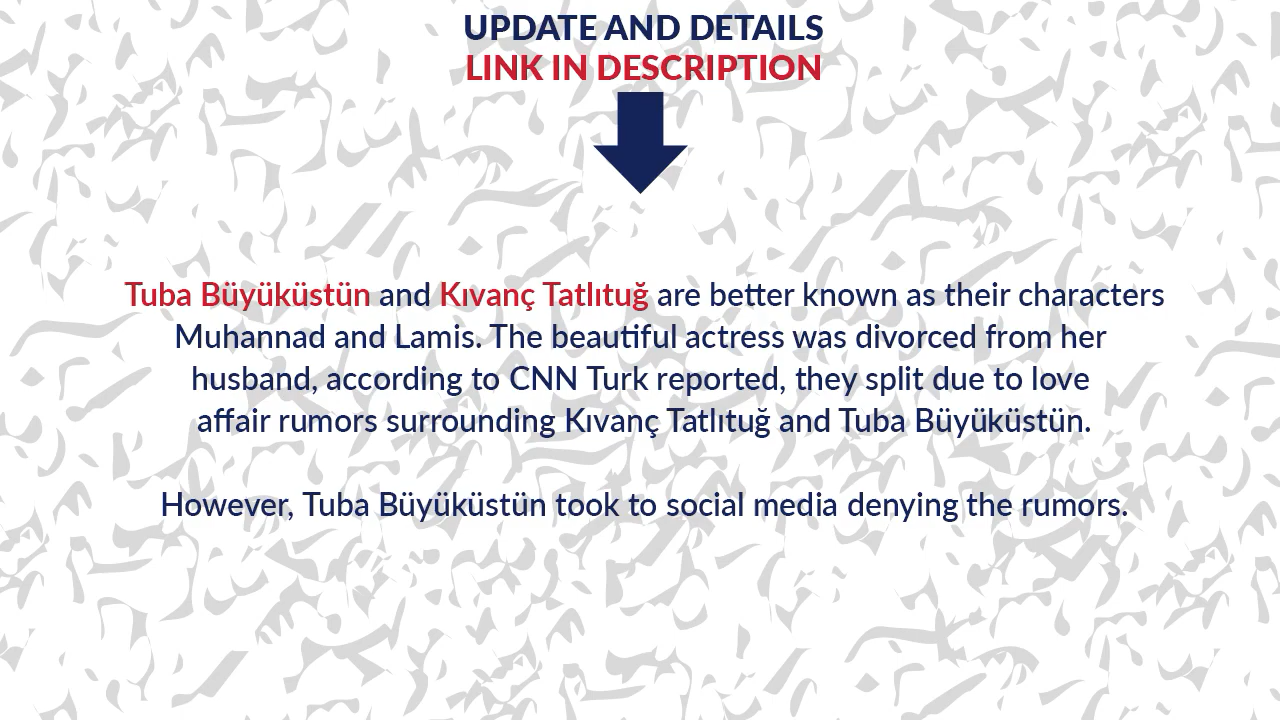 UPDATE AND DETAILS
LINK IN DESCRIPTION
Tuba Büyüküstün and Kıvanç Tatlıtuğ are better known as their characters
Muhannad and Lamis. The beautiful actress was divorced from her
husband, according to CNN Turk reported, they split due to love
affair rumors surrounding Kıvanç Tatlıtuğ and Tuba Büyüküstün.
However, Tuba Büyüküstün took to social media denying the rumors.